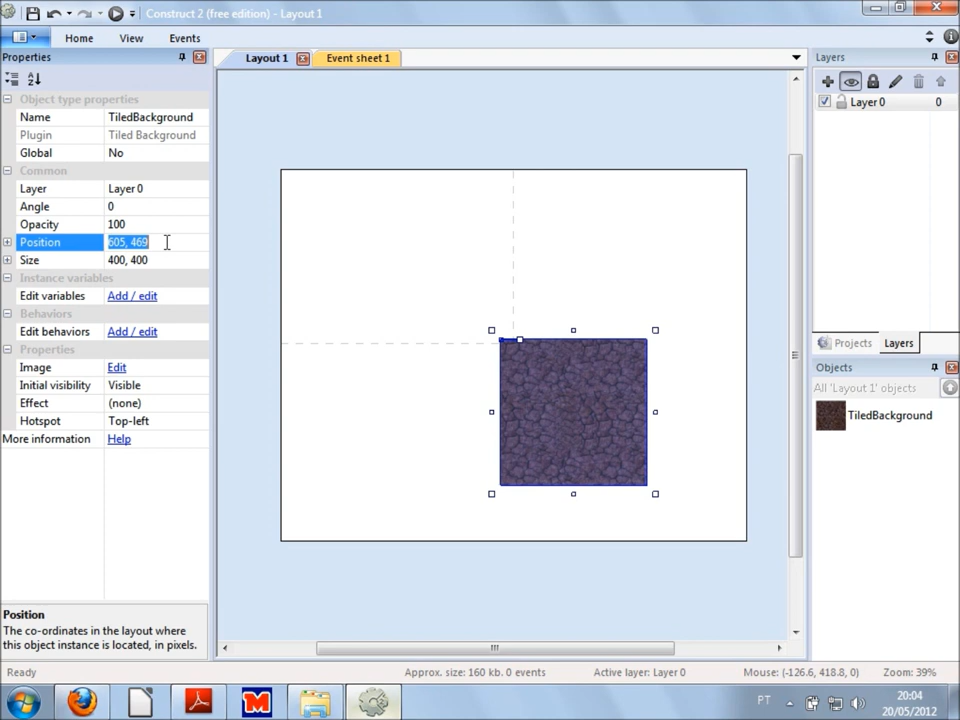 Construct 2 (free edition) - Layout 1
Home View Events
Properties
Layout 1
Event sheet 1
Layers
Object type properties
Name TiledBackground
Plugin Tiled Background
Global No
Common
Layer Layer 0
Angle 0
Opacity 100
Position 605, 469
Size 400, 400
Instance variables
Edit variables Add / edit
Behaviors
Edit behaviors Add / edit
Properties
Image Edit
Initial visibility Visible
Effect (none)
Hotspot Top-left
More information Help
Position
The co-ordinates in the layout where
this object instance is located, in pixels.
Layer 0 0
Projects Layers
Objects
All 'Layout 1' objects
TiledBackground
Ready
Approx. size: 160 kb. 0 events
Active layer: Layer 0
Mouse: (-126.6, 418.8, 0)
Zoom: 39%
PT
20:04
20/05/2012